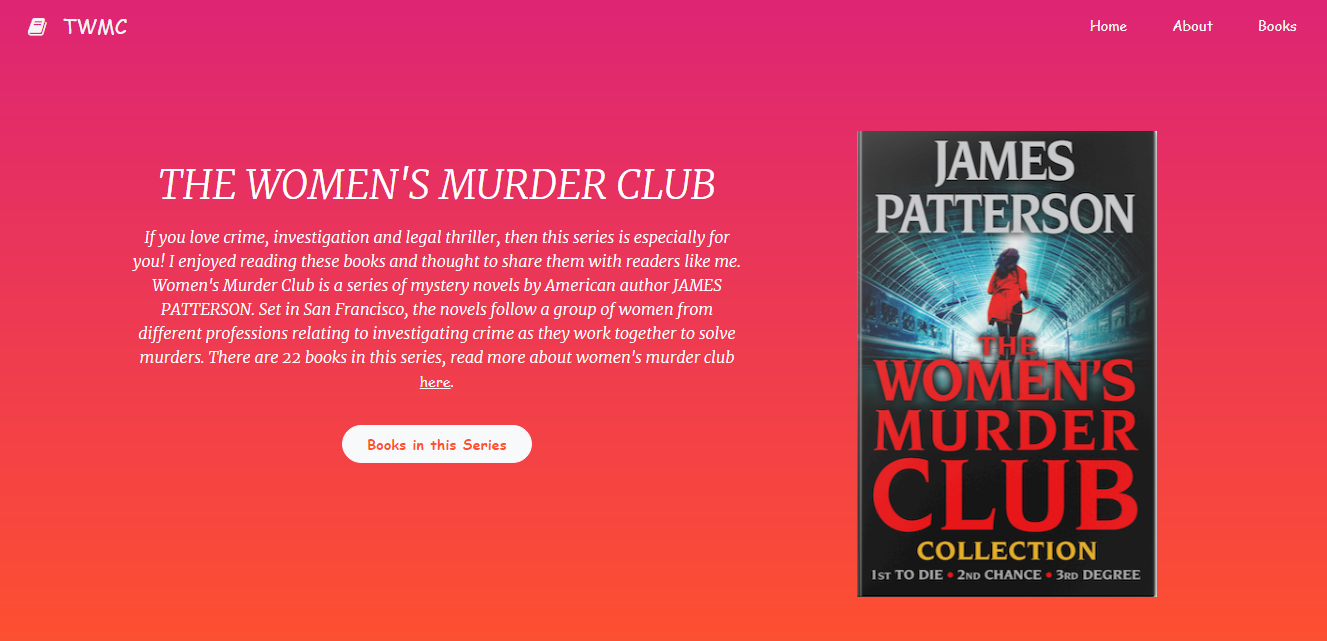 TWMC
Home
About
Books
THE WOMEN'S MURDER CLUB
If you love crime, investigation and legal thriller, then this series is especially for
you! I enjoyed reading these books and thought to share them with readers like me.
Women's Murder Club is a series of mystery novels by American author JAMES
PATTERSON. Set in San Francisco, the novels follow a group of women from
different professions relating to investigating crime as they work together to solve
murders. There are 22 books in this series, read more about women's murder club
here.
Books in this Series
JAMES
PATTERSON
THE
WOMEN'S
MURDER
CLUB
COLLECTION
1ST TO DIE • 2ND CHANCE • 3RD DEGREE